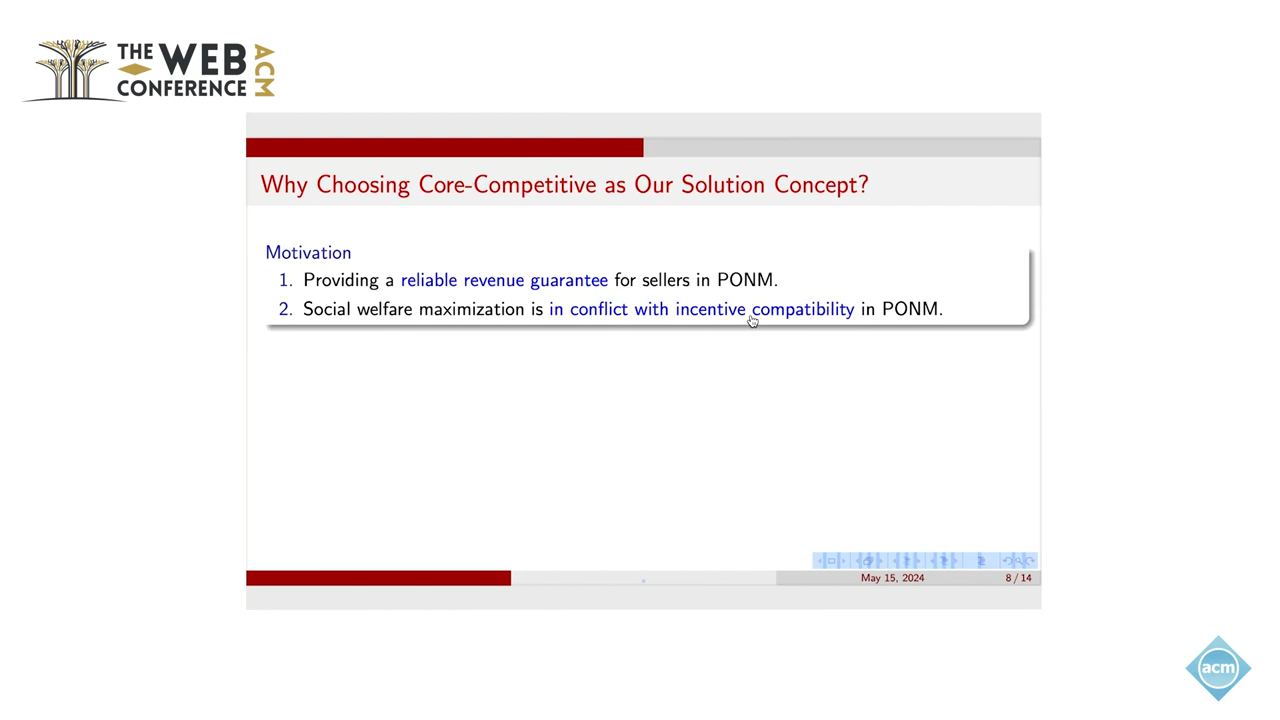 THE WEB
CONFERENCE
ACM
Why Choosing Core-Competitive as Our Solution Concept?
Motivation
1. Providing a reliable revenue guarantee for sellers in PONM.
2. Social welfare maximization is in conflict with incentive compatibility in PONM.
May 15, 2024
8 / 14
acm